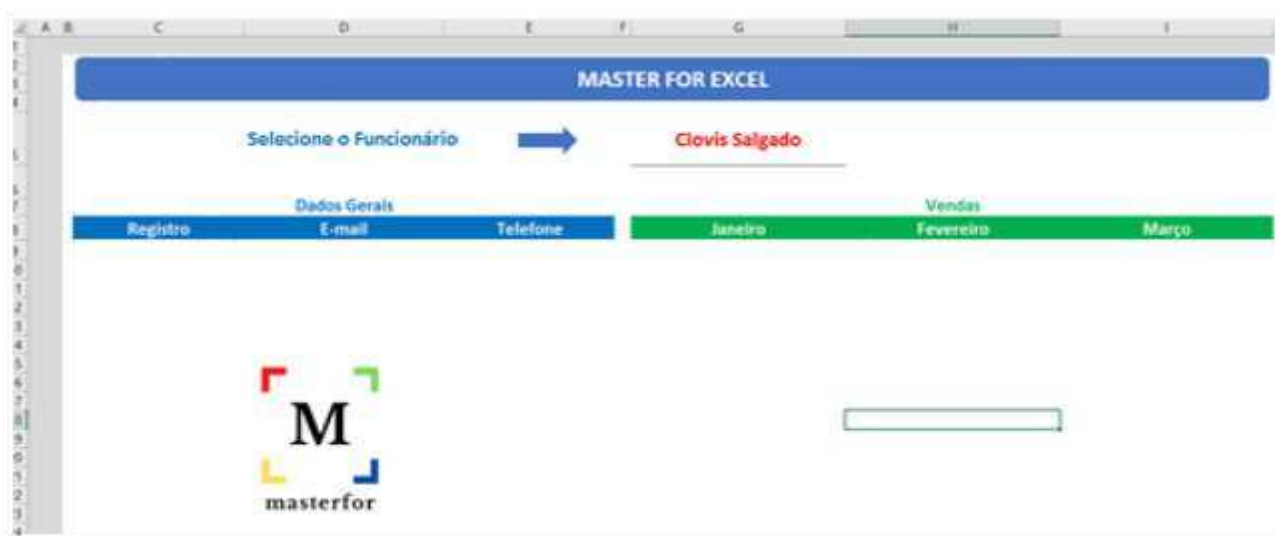 A B C D E F G H I
MASTER FOR EXCEL
Selecione o Funcionário Clovis Salgado
Dados Gerais Vendas
Registro E-mail Telefone Janeiro Fevereiro Março
M
masterfor